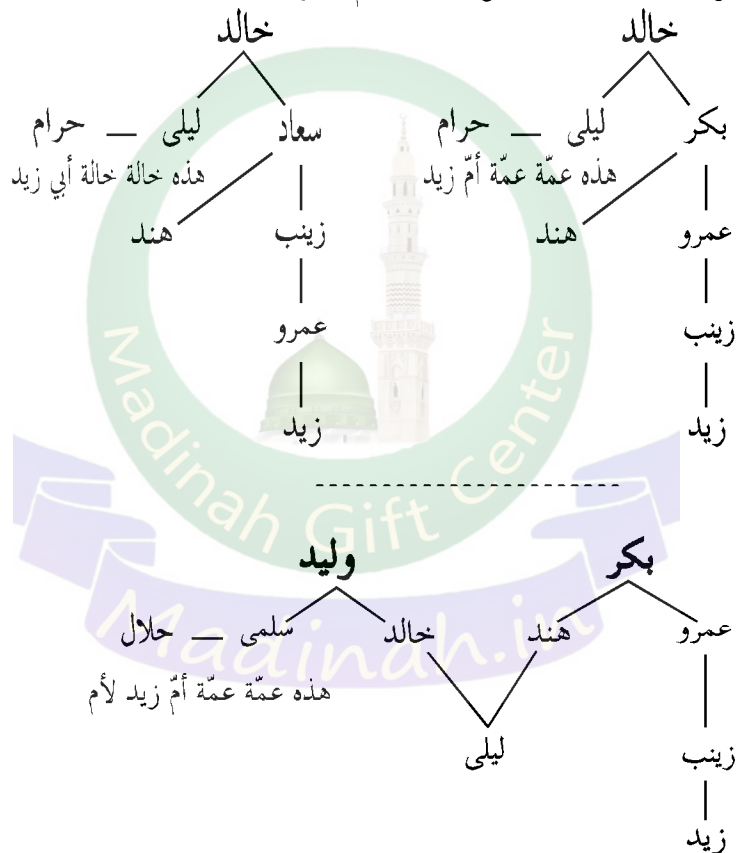 خالد خالد
بكر ليلى — حرام سعاد ليلى — حرام
هذه عمّة عمّة أمّ زيد هذه خالة خالة أبي زيد
عمرو هند زينب هند
زينب عمرو
زيد زيد
بكر وليد
عمرو هند خالد سلمى — حلال
هذه عمّة عمّة أمّ زيد لأم
زينب ليلى
زيد
Madinah Gift Center
Madinah.in